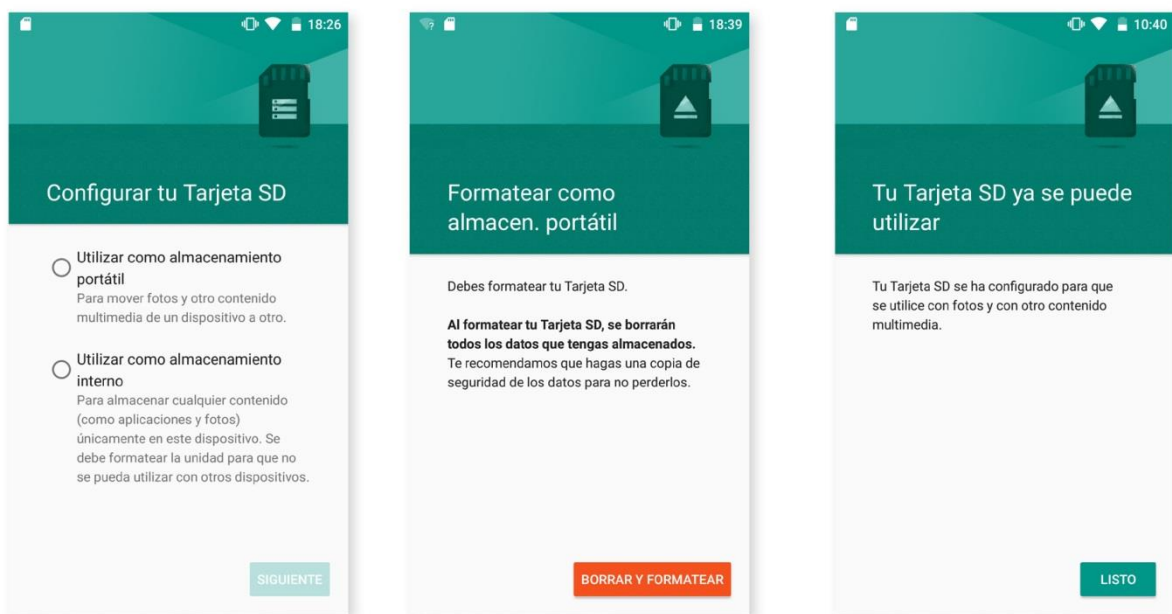 18:26
Configurar tu Tarjeta SD
Utilizar como almacenamiento
portátil
Para mover fotos y otro contenido
multimedia de un dispositivo a otro.
Utilizar como almacenamiento
interno
Para almacenar cualquier contenido
(como aplicaciones y fotos)
únicamente en este dispositivo. Se
debe formatear la unidad para que no
se pueda utilizar con otros dispositivos.
SIGUIENTE
18:39
Formatear como
almacen. portátil
Debes formatear tu Tarjeta SD.
Al formatear tu Tarjeta SD, se borrarán
todos los datos que tengas almacenados.
Te recomendamos que hagas una copia de
seguridad de los datos para no perderlos.
BORRAR Y FORMATEAR
10:40
Tu Tarjeta SD ya se puede
utilizar
Tu Tarjeta SD se ha configurado para que
se utilice con fotos y con otro contenido
multimedia.
LISTO